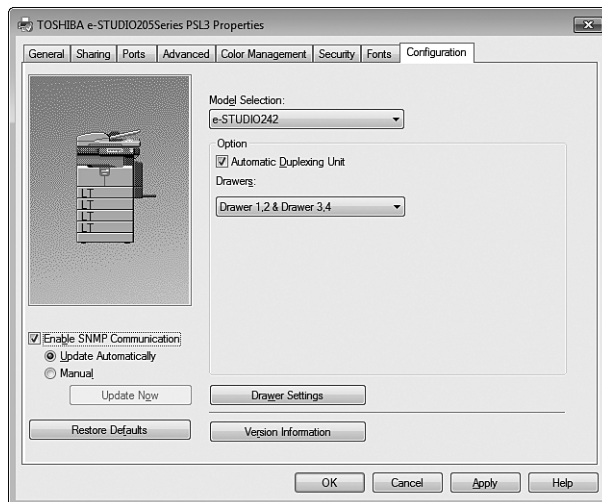 TOSHIBA e-STUDIO205Series PSL3 Properties
General Sharing Ports Advanced Color Management Security Fonts Configuration
Model Selection:
e-STUDIO242
Option
Automatic Duplexing Unit
Drawers:
Drawer 1,2 & Drawer 3,4
LT
LT
LT
LT
Enable SNMP Communication
Update Automatically
Manual
Update Now
Drawer Settings
Restore Defaults
Version Information
OK Cancel Apply Help